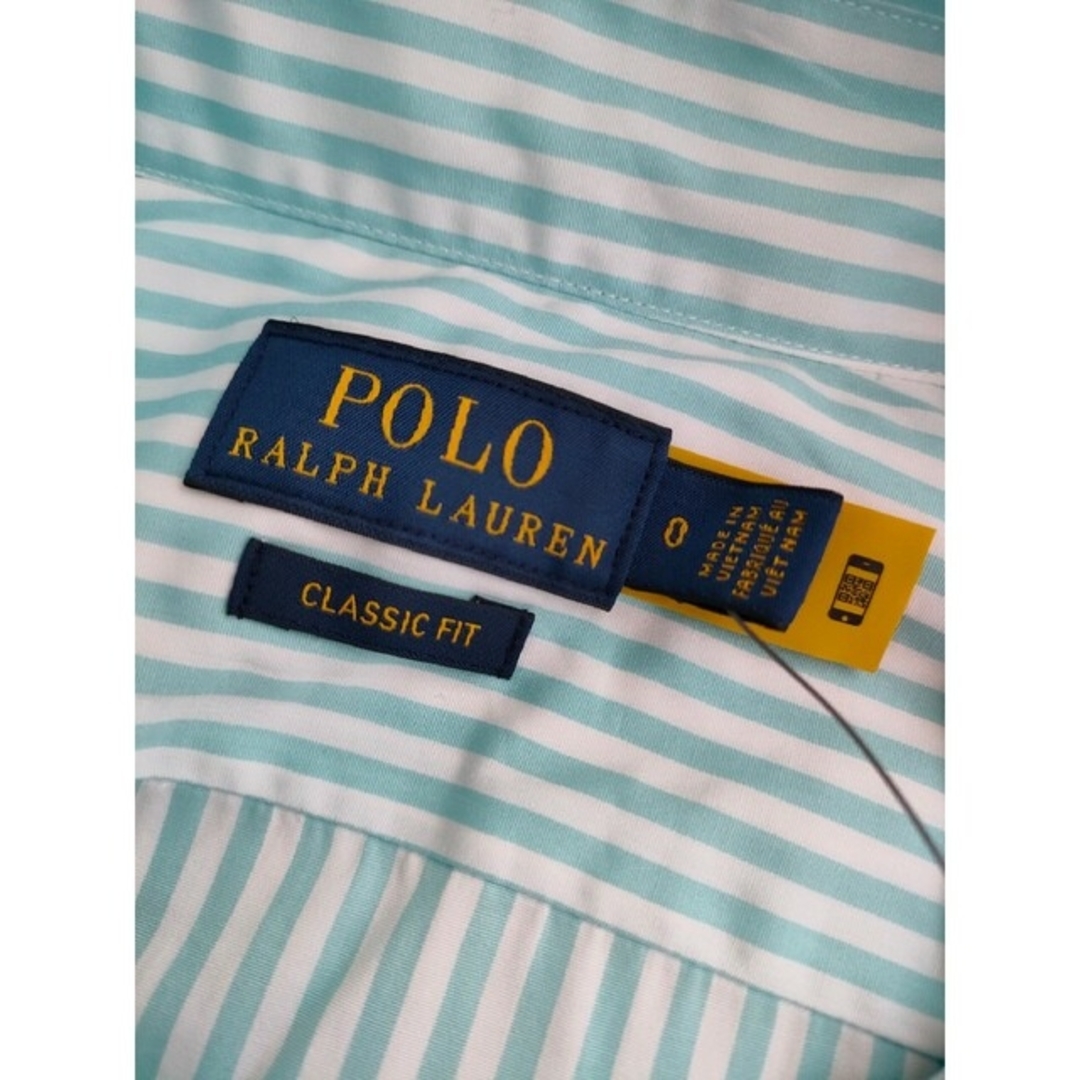 POLO
RALPH LAUREN
0
MADE IN
VIETNAM
FABRIQUÉ AU
VIÊT NAM
CLASSIC FIT